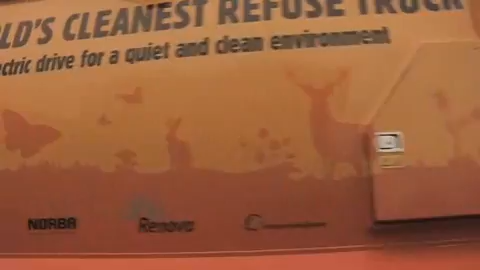 LD'S CLEANEST REFUSE TRUCK
ctric drive for a quiet and clean environment
NORBA
Renova